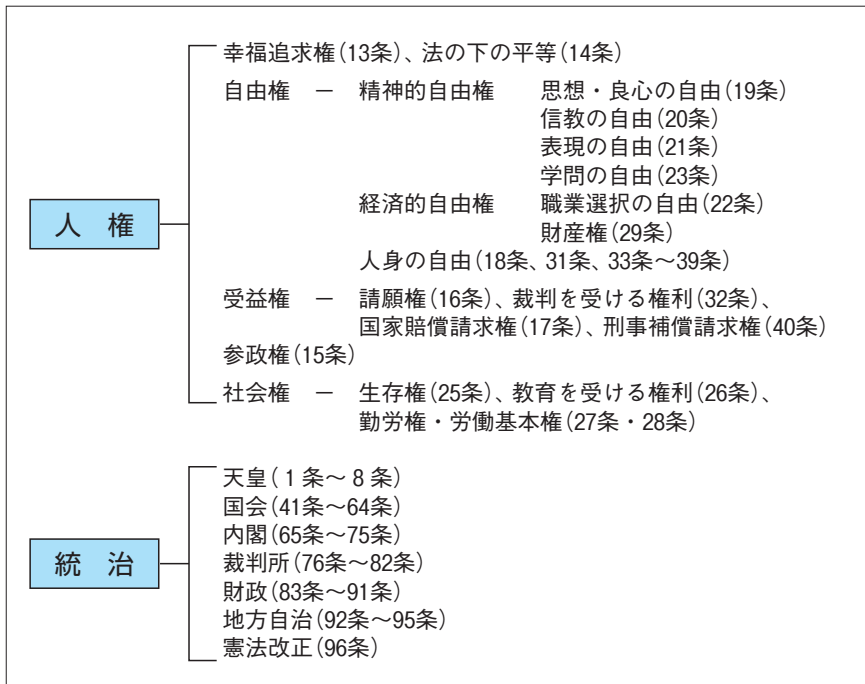 人　権
幸福追求権(13条)、法の下の平等(14条)
自由権　－　精神的自由権　思想・良心の自由(19条)
信教の自由(20条)
表現の自由(21条)
学問の自由(23条)
経済的自由権　職業選択の自由(22条)
財産権(29条)
人身の自由(18条、31条、33条～39条)
受益権　－　請願権(16条)、裁判を受ける権利(32条)、
国家賠償請求権(17条)、刑事補償請求権(40条)
参政権(15条)
社会権　－　生存権(25条)、教育を受ける権利(26条)、
勤労権・労働基本権(27条・28条)
統　治
天皇(1条～8条)
国会(41条～64条)
内閣(65条～75条)
裁判所(76条～82条)
財政(83条～91条)
地方自治(92条～95条)
憲法改正(96条)